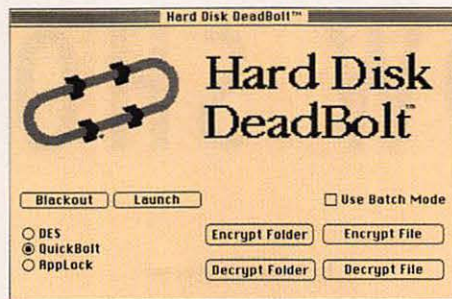 Hard Disk DeadBolt™
Hard Disk
DeadBolt™
Blackout Launch Use Batch Mode
DES
QuickBolt
AppLock
Encrypt Folder Encrypt File
Decrypt Folder Decrypt File